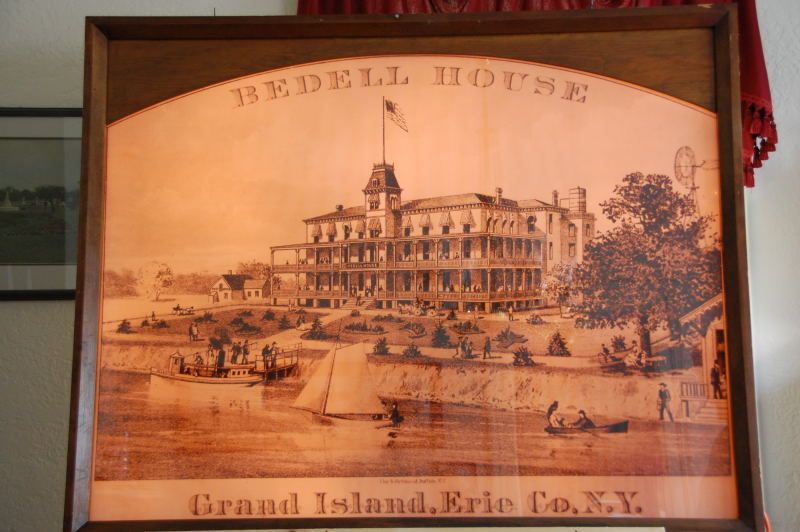 BEDELL HOUSE
Grand Island, Erie Co, N.Y.